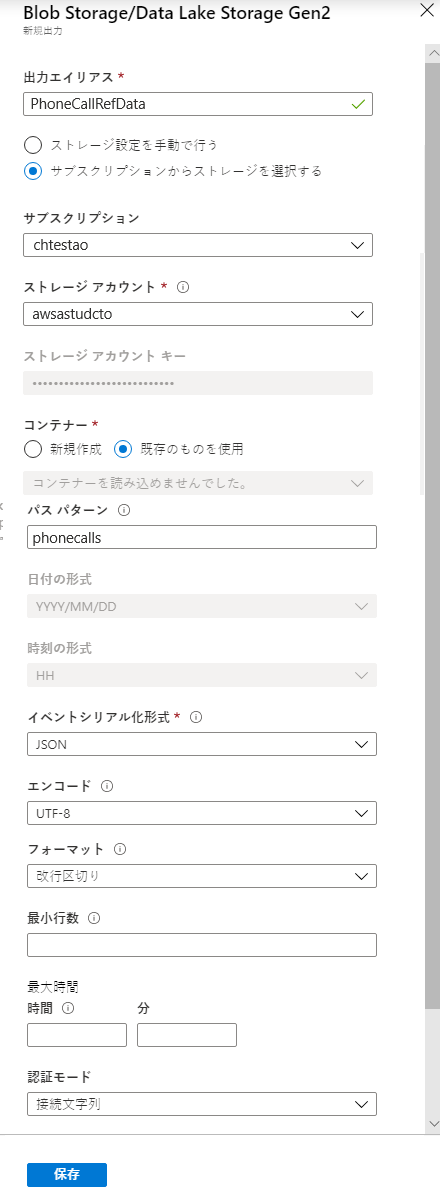 Blob Storage/Data Lake Storage Gen2
新規出力
出力エイリアス *
PhoneCallRefData
ストレージ設定を手動で行う
サブスクリプションからストレージを選択する
サブスクリプション
chtestao
ストレージ アカウント *
awsastudcto
ストレージ アカウント キー
••••••••••••••••••••••••••••
コンテナー *
新規作成 既存のものを使用
コンテナーを読み込めませんでした。
パス パターン
phonecalls
日付の形式
YYYY/MM/DD
時刻の形式
HH
イベントシリアル化形式 *
JSON
エンコード
UTF-8
フォーマット
改行区切り
最小行数
最大時間
時間 分
認証モード
接続文字列
保存